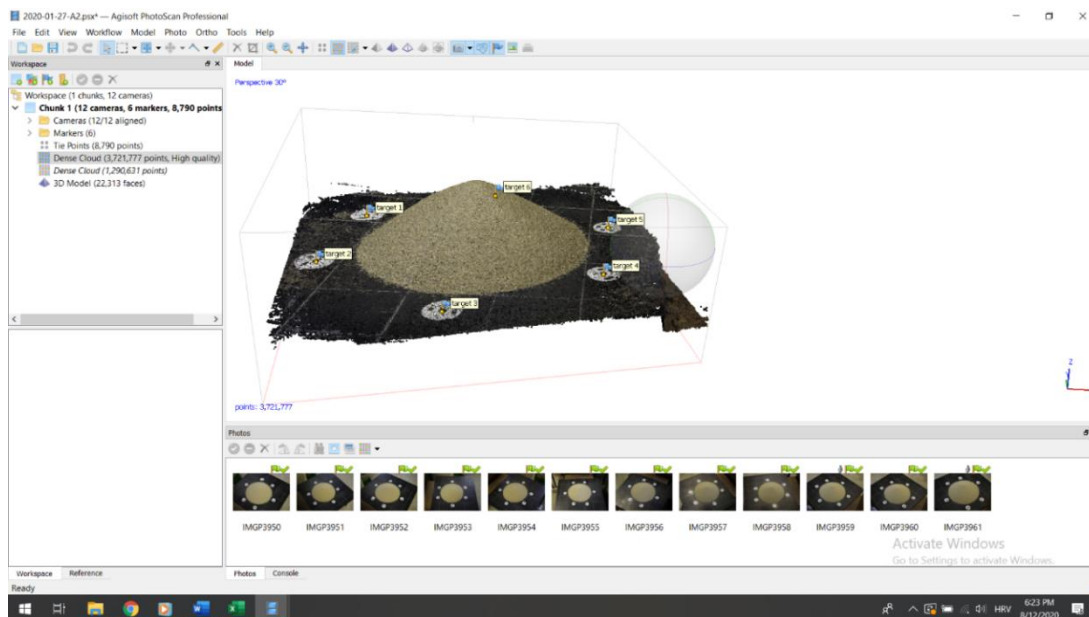 2020-01-27-A2.psx* — Agisoft PhotoScan Professional
File Edit View Workflow Model Photo Ortho Tools Help
Workspace
Model
Workspace (1 chunks, 12 cameras)
Chunk 1 (12 cameras, 6 markers, 8,790 points
Cameras (12/12 aligned)
Markers (6)
Tie Points (8,790 points)
Dense Cloud (3,721,777 points, High quality)
Dense Cloud (1,290,631 points)
3D Model (22,313 faces)
Perspective 30°
target 6
target 1
target 5
target 2
target 4
target 3
Z
points: 3,721,777
Photos
IMGP3950 IMGP3951 IMGP3952 IMGP3953 IMGP3954 IMGP3955 IMGP3956 IMGP3957 IMGP3958 IMGP3959 IMGP3960 IMGP3961
Activate Windows
Go to Settings to activate Windows.
Workspace Reference
Photos Console
Ready
HRV
6:23 PM
8/12/2020